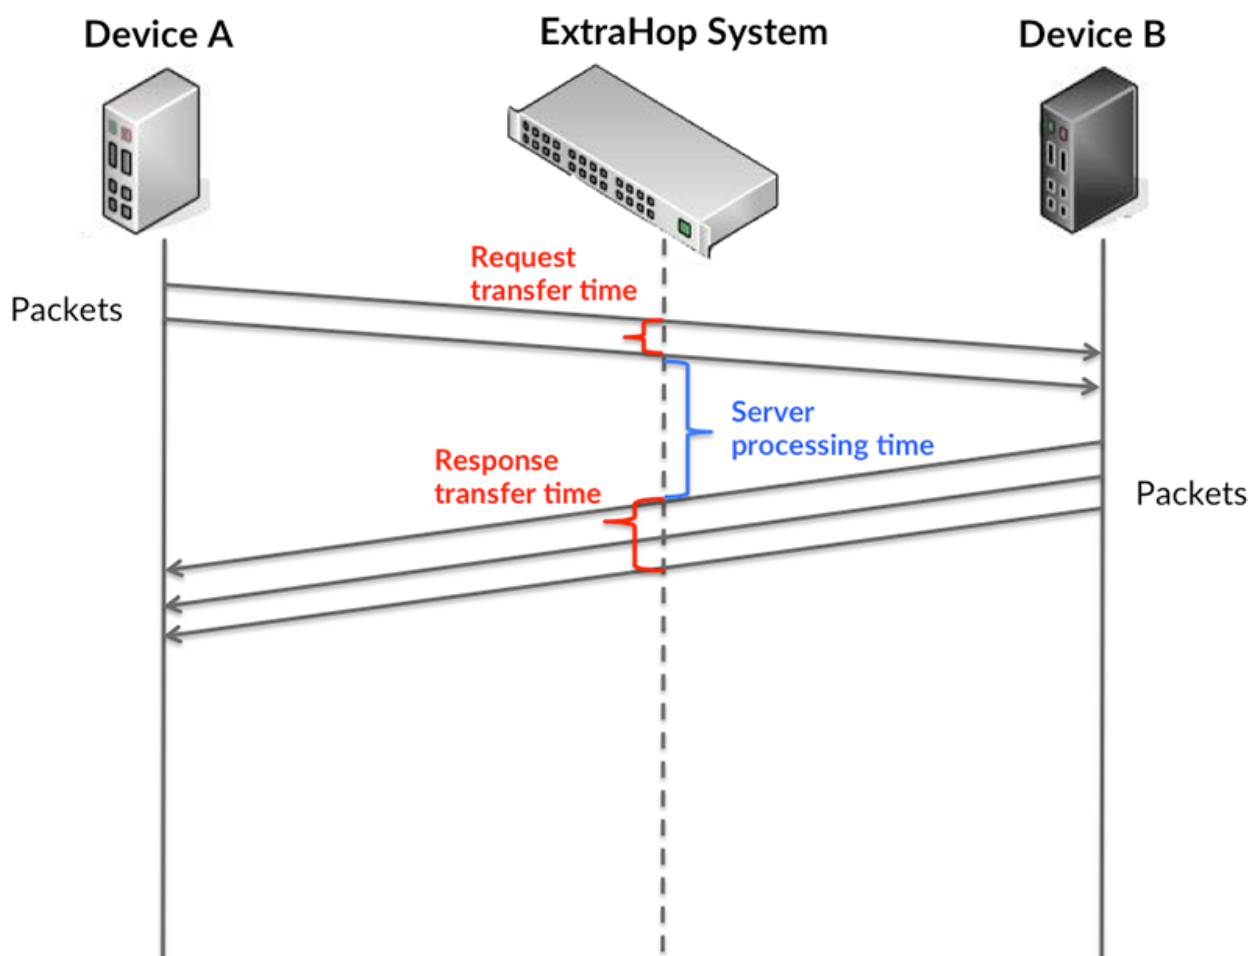 Device A
ExtraHop System
Device B
Request
transfer time
Packets
Server
processing time
Response
transfer time
Packets